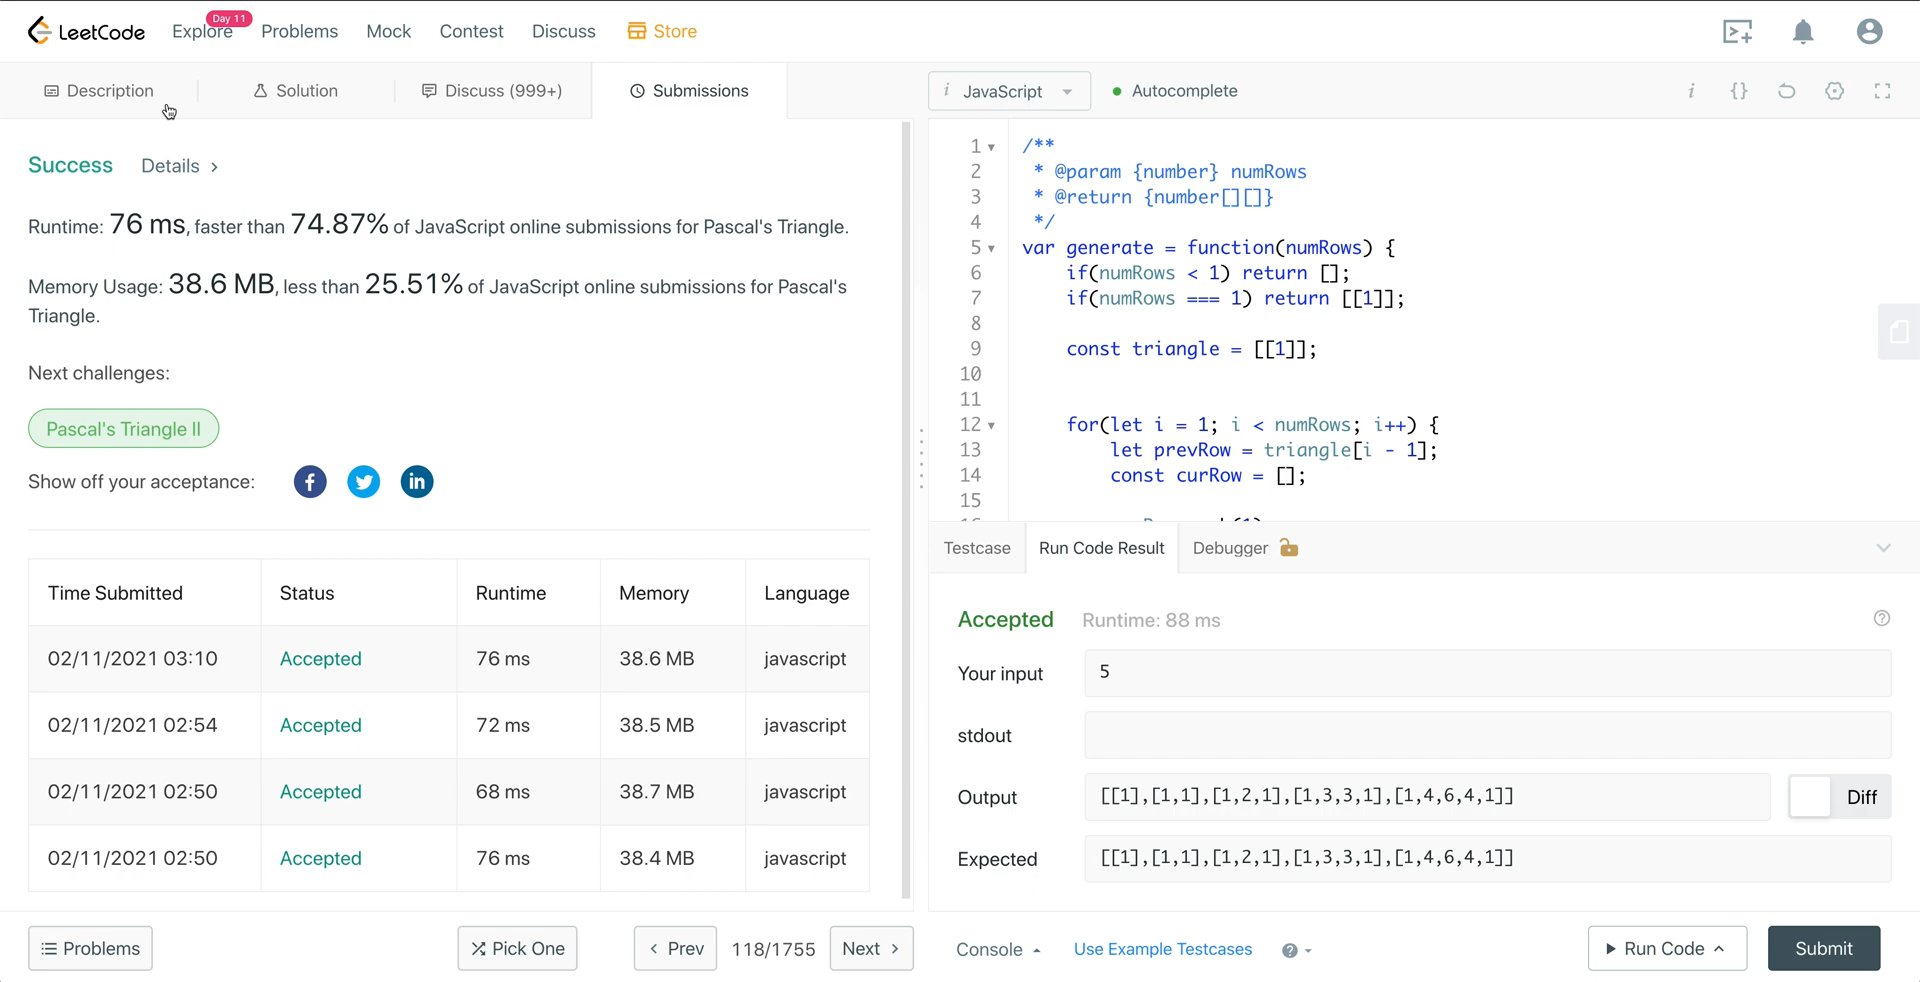 LeetCode
Explore
Day 11
Problems
Mock
Contest
Discuss
Store
Description
Solution
Discuss (999+)
Submissions
Success
Details >
Runtime: 76 ms, faster than 74.87% of JavaScript online submissions for Pascal's Triangle.
Memory Usage: 38.6 MB, less than 25.51% of JavaScript online submissions for Pascal's
Triangle.
Next challenges:
Pascal's Triangle II
Show off your acceptance:
Time Submitted Status Runtime Memory Language
02/11/2021 03:10 Accepted 76 ms 38.6 MB javascript
02/11/2021 02:54 Accepted 72 ms 38.5 MB javascript
02/11/2021 02:50 Accepted 68 ms 38.7 MB javascript
02/11/2021 02:50 Accepted 76 ms 38.4 MB javascript
Problems
Pick One
< Prev
118/1755
Next >
i JavaScript
Autocomplete
i {}
1 /**
2 * @param {number} numRows
3 * @return {number[][]}
4 */
5 var generate = function(numRows) {
6 if(numRows < 1) return [];
7 if(numRows === 1) return [[1]];
8
9 const triangle = [[1]];
10
11
12 for(let i = 1; i < numRows; i++) {
13 let prevRow = triangle[i - 1];
14 const curRow = [];
15
Testcase
Run Code Result
Debugger
Accepted
Runtime: 88 ms
Your input
5
stdout
Output
[[1],[1,1],[1,2,1],[1,3,3,1],[1,4,6,4,1]]
Diff
Expected
[[1],[1,1],[1,2,1],[1,3,3,1],[1,4,6,4,1]]
Console
Use Example Testcases
Run Code
Submit